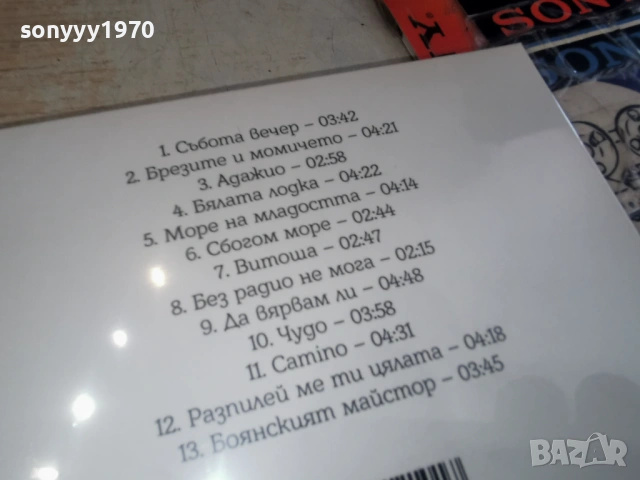 sonyyy1970
Y.
SON
SON
1. Събота вечер – 03:42
2. Брезите и момичето – 04:21
3. Адажио – 02:58
4. Бялата лодка – 04:22
5. Море на младостта – 04:14
6. Сбогом море – 02:44
7. Витоша – 02:47
8. Без радио не мога – 02:15
9. Да вярвам ли – 04:48
10. Чудо – 03:58
11. Camino – 04:31
12. Разпилей ме ти цялата – 04:18
13. Боянският майстор – 03:45
BAZAR